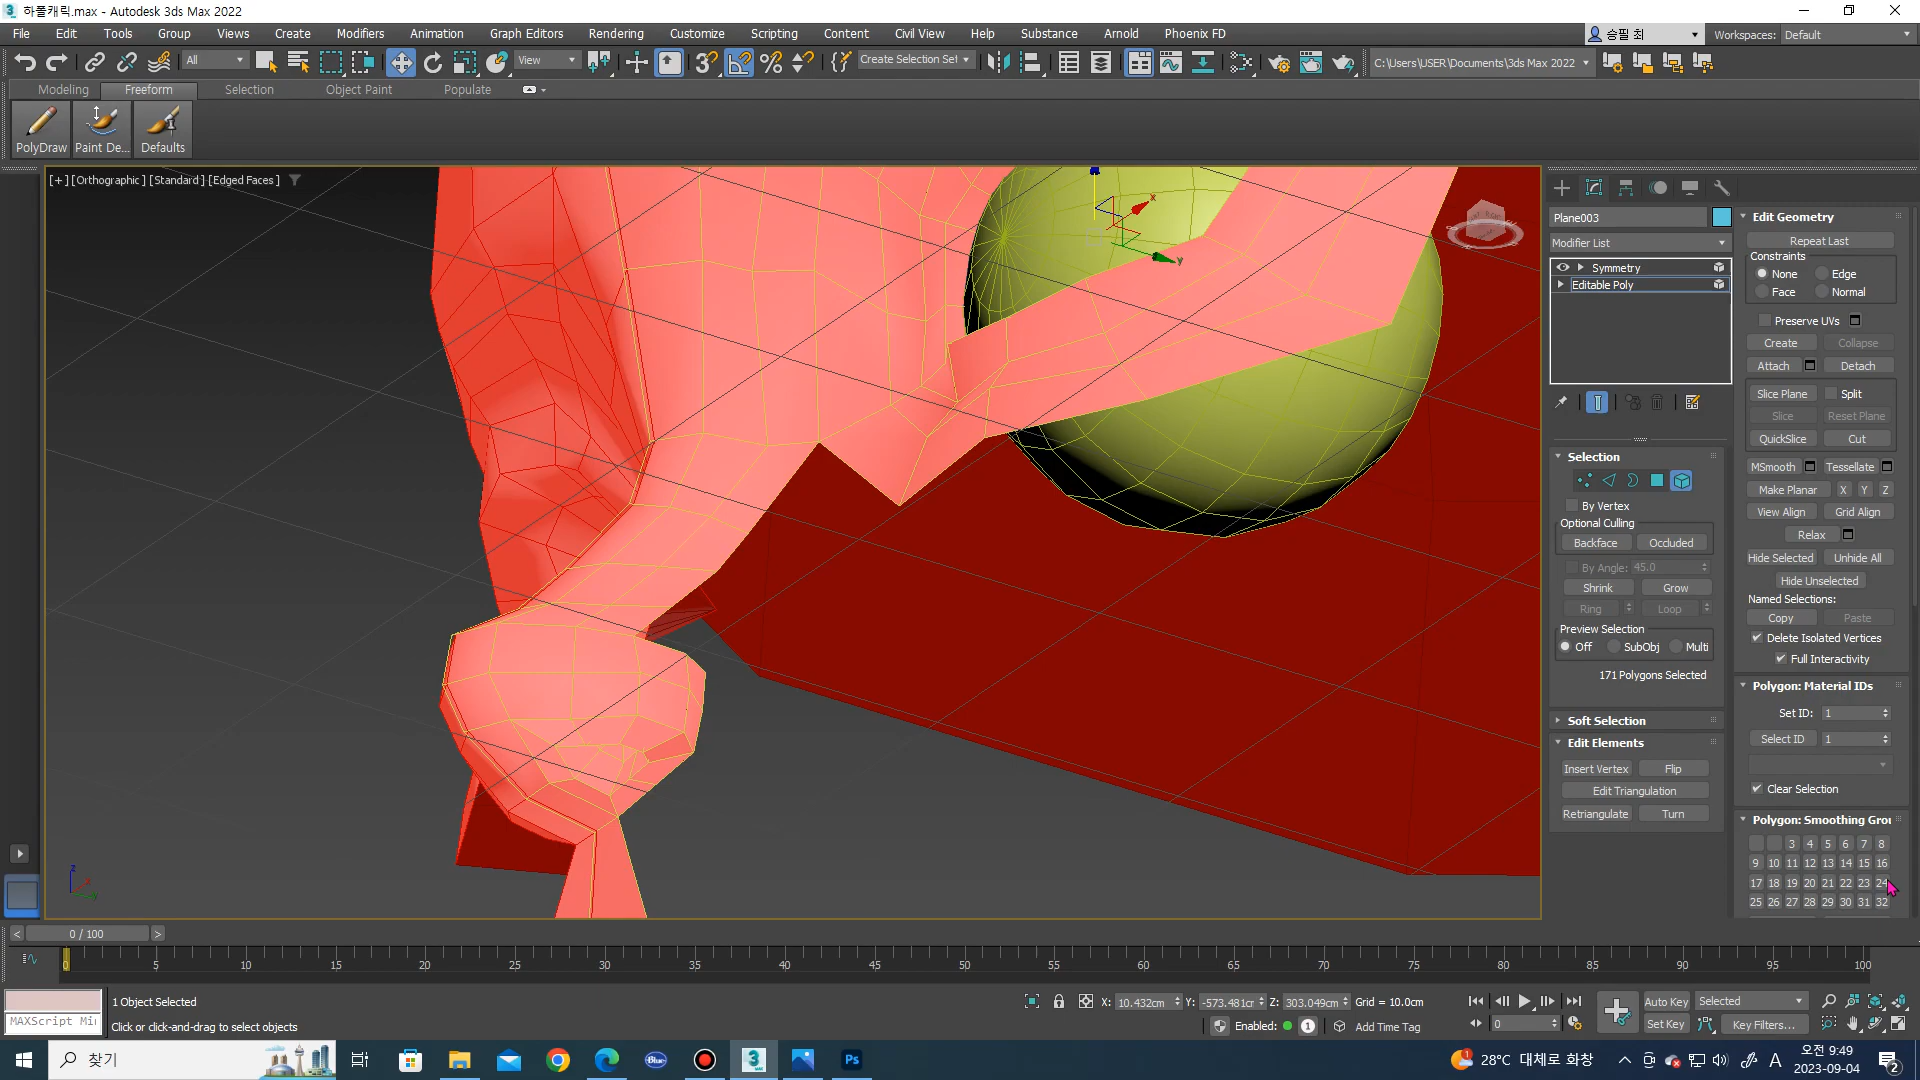 하폴캐릭.max - Autodesk 3ds Max 2022
File Edit Tools Group Views Create Modifiers Animation Graph Editors Rendering Customize Scripting Content Civil View Help Substance Arnold Phoenix FD
승필 최 Workspaces: Default
All View Create Selection Set C:\Users\USER\Documents\3ds Max 2022
Modeling Freeform Selection Object Paint Populate
PolyDraw Paint De... Defaults
[+] [Orthographic] [Standard] [Edged Faces]
Plane003
Modifier List
Symmetry
Editable Poly
Selection
By Vertex
Optional Culling
Backface Occluded
By Angle: 45.0
Shrink Grow
Ring Loop
Preview Selection
Off SubObj Multi
171 Polygons Selected
Soft Selection
Edit Elements
Insert Vertex Flip
Edit Triangulation
Retriangulate Turn
Edit Geometry
Repeat Last
Constraints
None Edge
Face Normal
Preserve UVs
Create Collapse
Attach Detach
Slice Plane Split
Slice Reset Plane
QuickSlice Cut
MSmooth Tessellate
Make Planar X Y Z
View Align Grid Align
Relax
Hide Selected Unhide All
Hide Unselected
Named Selections:
Copy Paste
Delete Isolated Vertices
Full Interactivity
Polygon: Material IDs
Set ID: 1
Select ID 1
Clear Selection
Polygon: Smoothing Grou
3 4 5 6 7 8
9 10 11 12 13 14 15 16
17 18 19 20 21 22 23 24
25 26 27 28 29 30 31 32
x
y
z
0 / 100
0 5 10 15 20 25 30 35 40 45 50 55 60 65 70 75 80 85 90 95 100
1 Object Selected
X: 10.432cm Y: -573.481cm Z: 303.049cm Grid = 10.0cm
Auto Key Selected
MAXScript Mi
Click or click-and-drag to select objects
Enabled: 1 Add Time Tag
0
Set Key Key Filters...
찾기
Blue
Ps
28°C 대체로 화창
A
오전 9:49
2023-09-04
2